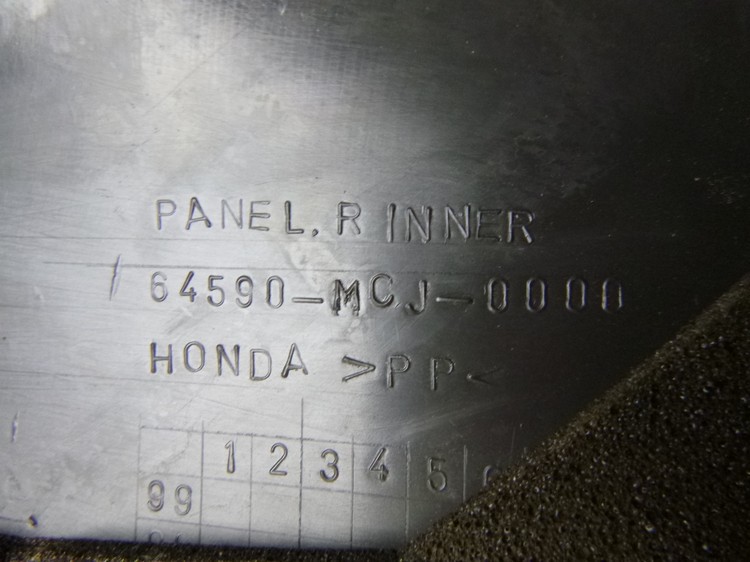 PANEL. R INNER
64590-MCJ-0000
HONDA >PP<
1 2 3 4 5
99